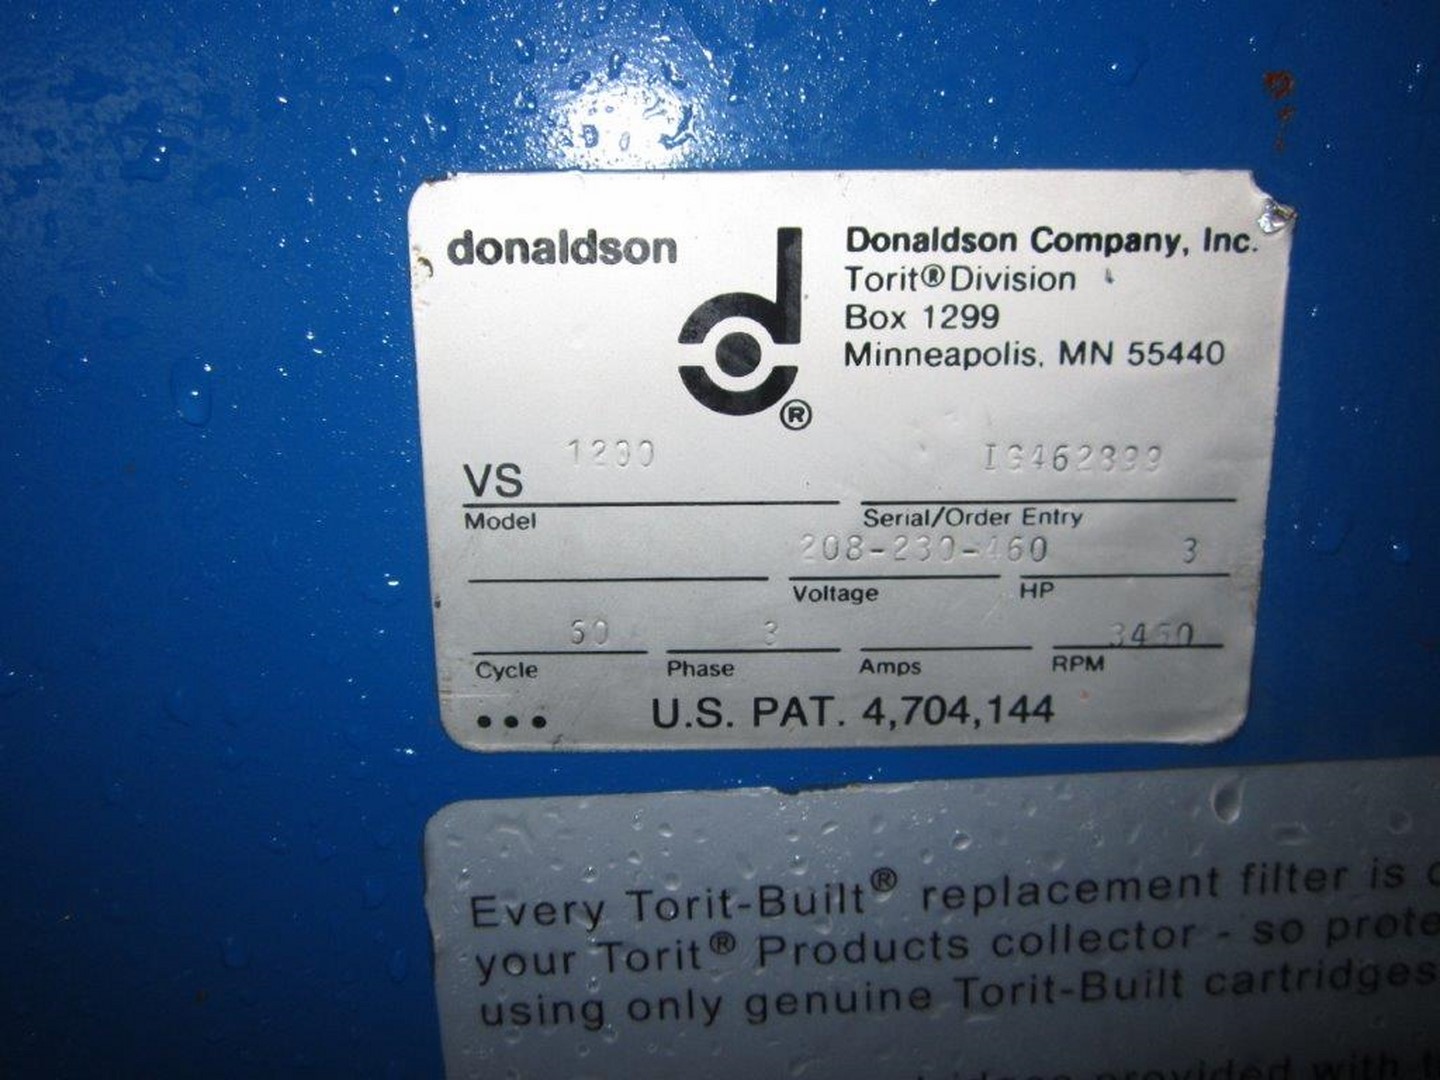 donaldson
d®
Donaldson Company, Inc.
Torit® Division
Box 1299
Minneapolis, MN 55440
VS 1200
Model
IG462899
Serial/Order Entry
208-230-460
Voltage
3
HP
60
Cycle
3
Phase
Amps
3450
RPM
U.S. PAT. 4,704,144
Every Torit-Built® replacement filter is
your Torit® Products collector - so
using only genuine Torit-Built cartridges
provided with